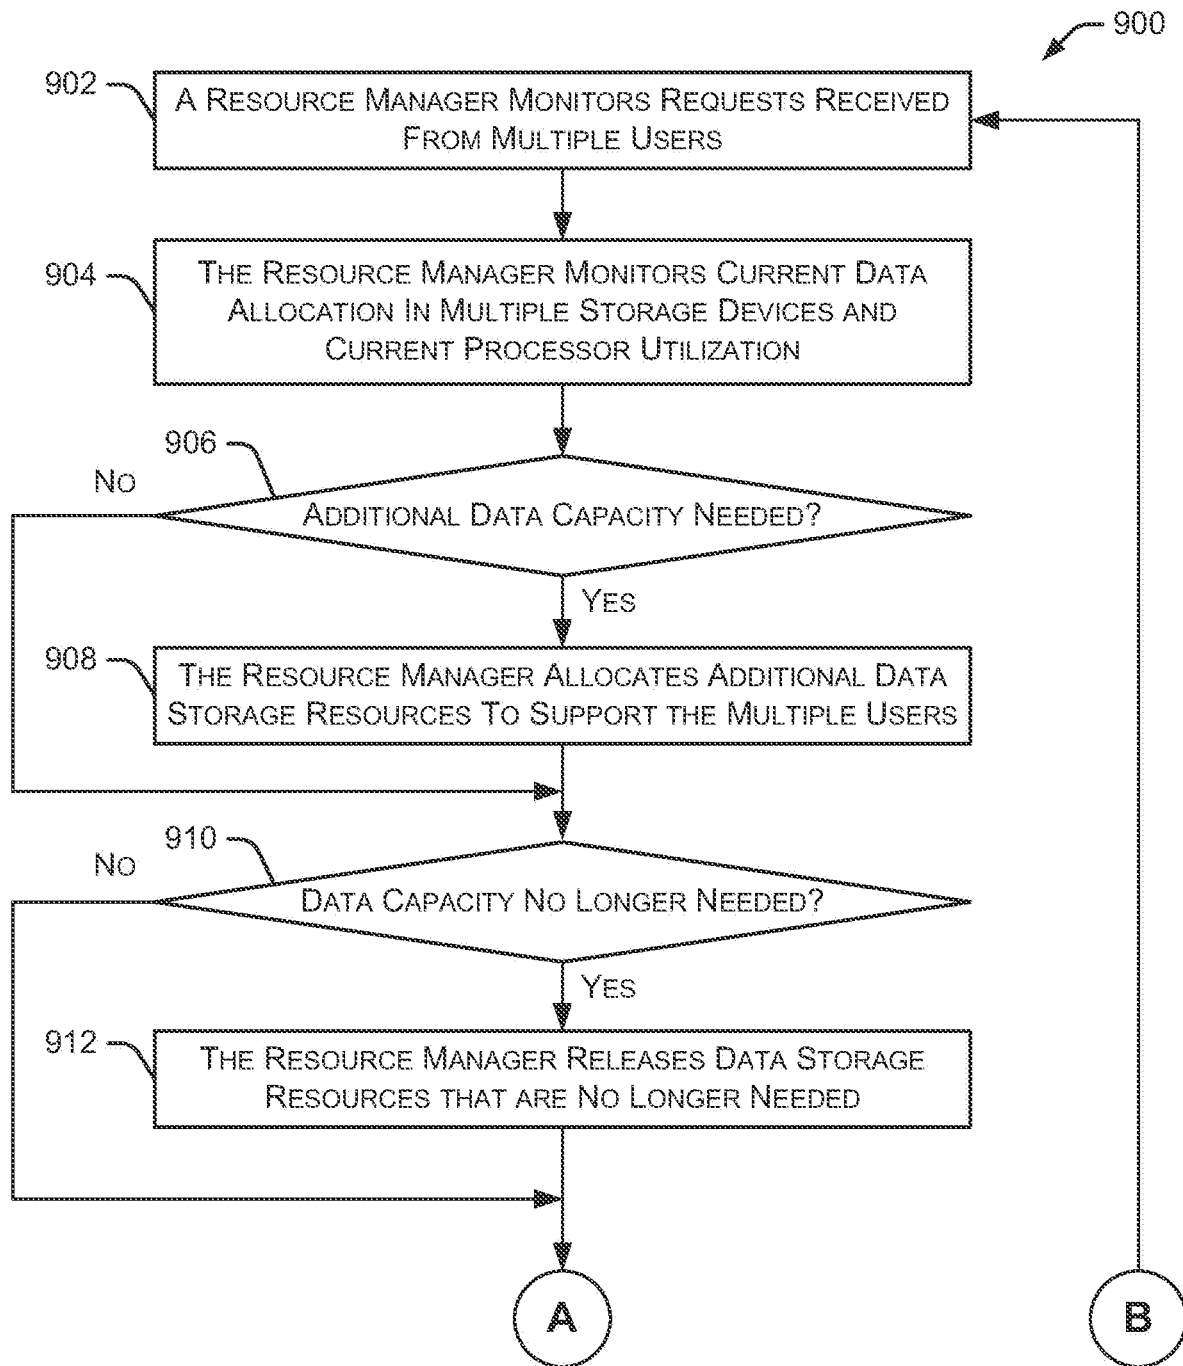 900
902
A RESOURCE MANAGER MONITORS REQUESTS RECEIVED
FROM MULTIPLE USERS
904
THE RESOURCE MANAGER MONITORS CURRENT DATA
ALLOCATION IN MULTIPLE STORAGE DEVICES AND
CURRENT PROCESSOR UTILIZATION
906
NO
ADDITIONAL DATA CAPACITY NEEDED?
YES
908
THE RESOURCE MANAGER ALLOCATES ADDITIONAL DATA
STORAGE RESOURCES TO SUPPORT THE MULTIPLE USERS
910
NO
DATA CAPACITY NO LONGER NEEDED?
YES
912
THE RESOURCE MANAGER RELEASES DATA STORAGE
RESOURCES THAT ARE NO LONGER NEEDED
A
B